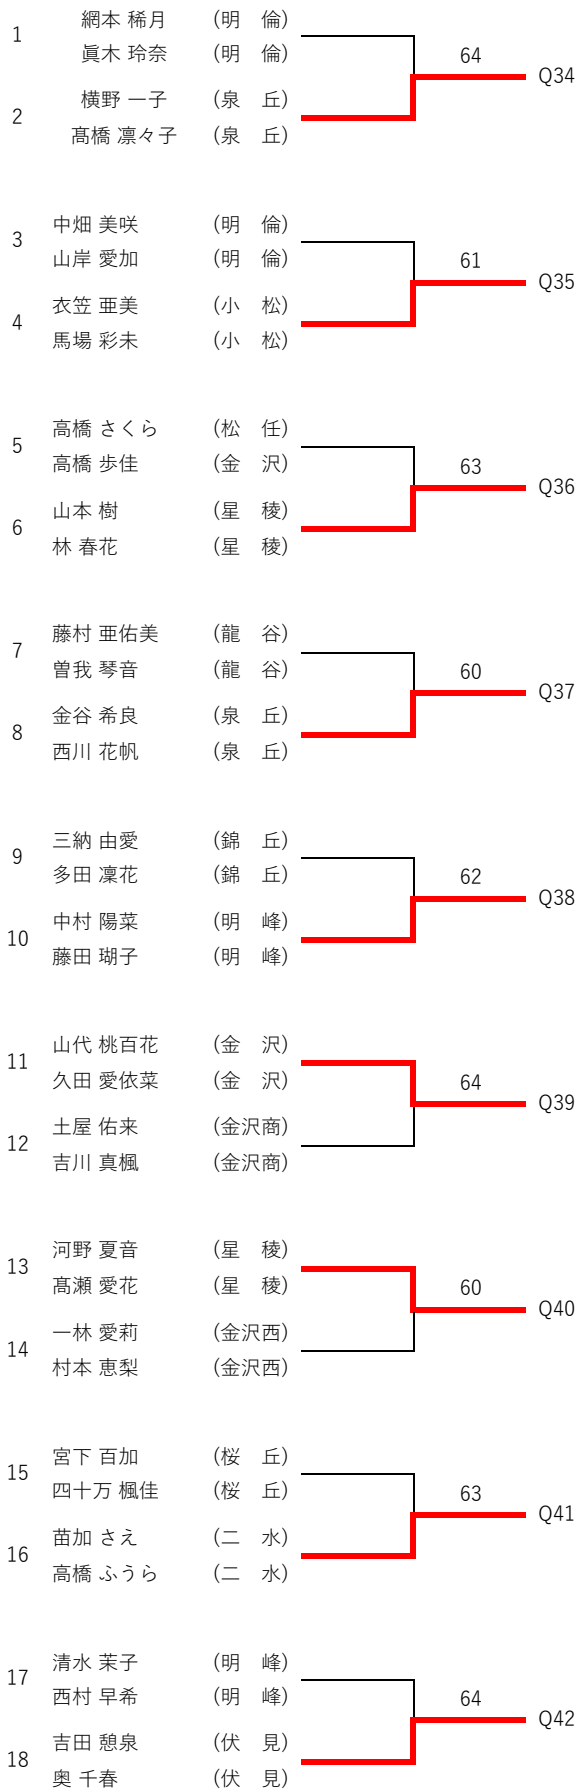 1 網本 稀月 (明　倫)
眞木 玲奈 (明　倫)
64 Q34
2 横野 一子 (泉　丘)
髙橋 凛々子 (泉　丘)
3 中畑 美咲 (明　倫)
山岸 愛加 (明　倫)
61 Q35
4 衣笠 亜美 (小　松)
馬場 彩未 (小　松)
5 高橋 さくら (松　任)
高橋 歩佳 (金　沢)
63 Q36
6 山本 樹 (星　稜)
林 春花 (星　稜)
7 藤村 亜佑美 (龍　谷)
曽我 琴音 (龍　谷)
60 Q37
8 金谷 希良 (泉　丘)
西川 花帆 (泉　丘)
9 三納 由愛 (錦　丘)
多田 凜花 (錦　丘)
62 Q38
10 中村 陽菜 (明　峰)
藤田 瑚子 (明　峰)
11 山代 桃百花 (金　沢)
久田 愛依菜 (金　沢)
64 Q39
12 土屋 佑来 (金沢商)
吉川 真楓 (金沢商)
13 河野 夏音 (星　稜)
髙瀬 愛花 (星　稜)
60 Q40
14 一林 愛莉 (金沢西)
村本 恵梨 (金沢西)
15 宮下 百加 (桜　丘)
四十万 楓佳 (桜　丘)
63 Q41
16 苗加 さえ (二　水)
高橋 ふうら (二　水)
17 清水 茉子 (明　峰)
西村 早希 (明　峰)
64 Q42
18 吉田 憩泉 (伏　見)
奥 千春 (伏　見)